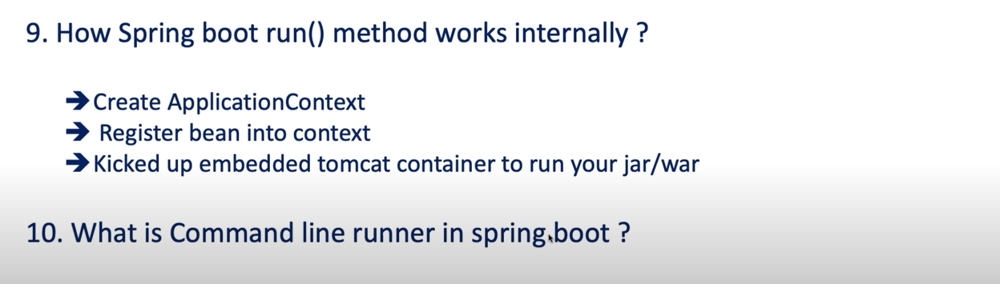 9. How Spring boot run() method works internally ?
➔ Create ApplicationContext
➔ Register bean into context
➔ Kicked up embedded tomcat container to run your jar/war
10. What is Command line runner in spring boot ?